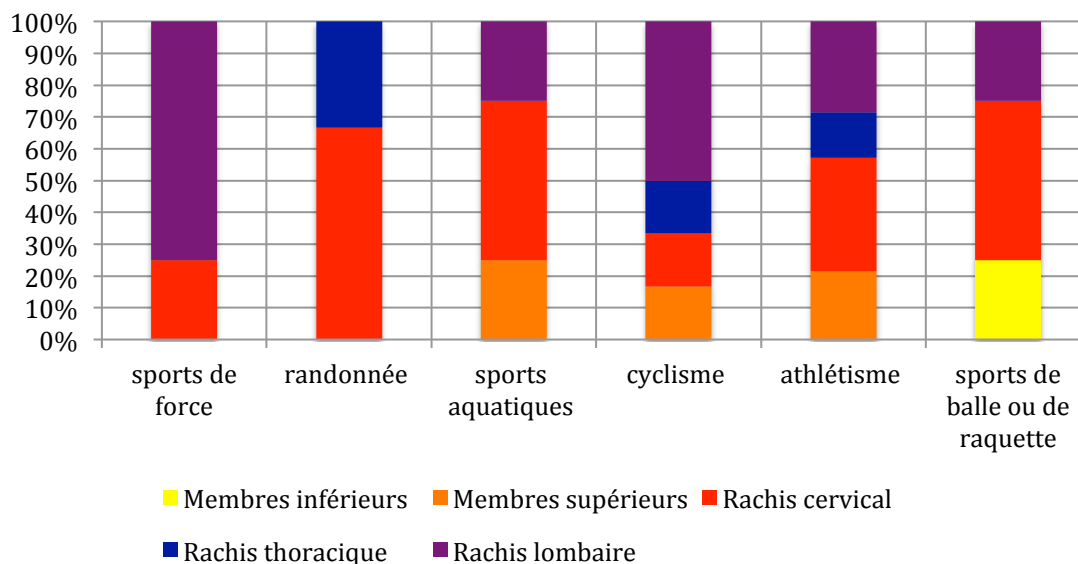 100%
90%
80%
70%
60%
50%
40%
30%
20%
10%
0%
sports de
force
randonnée
sports
aquatiques
cyclisme
athlétisme
sports de
balle ou de
raquette
Membres inférieurs
Membres supérieurs
Rachis cervical
Rachis thoracique
Rachis lombaire